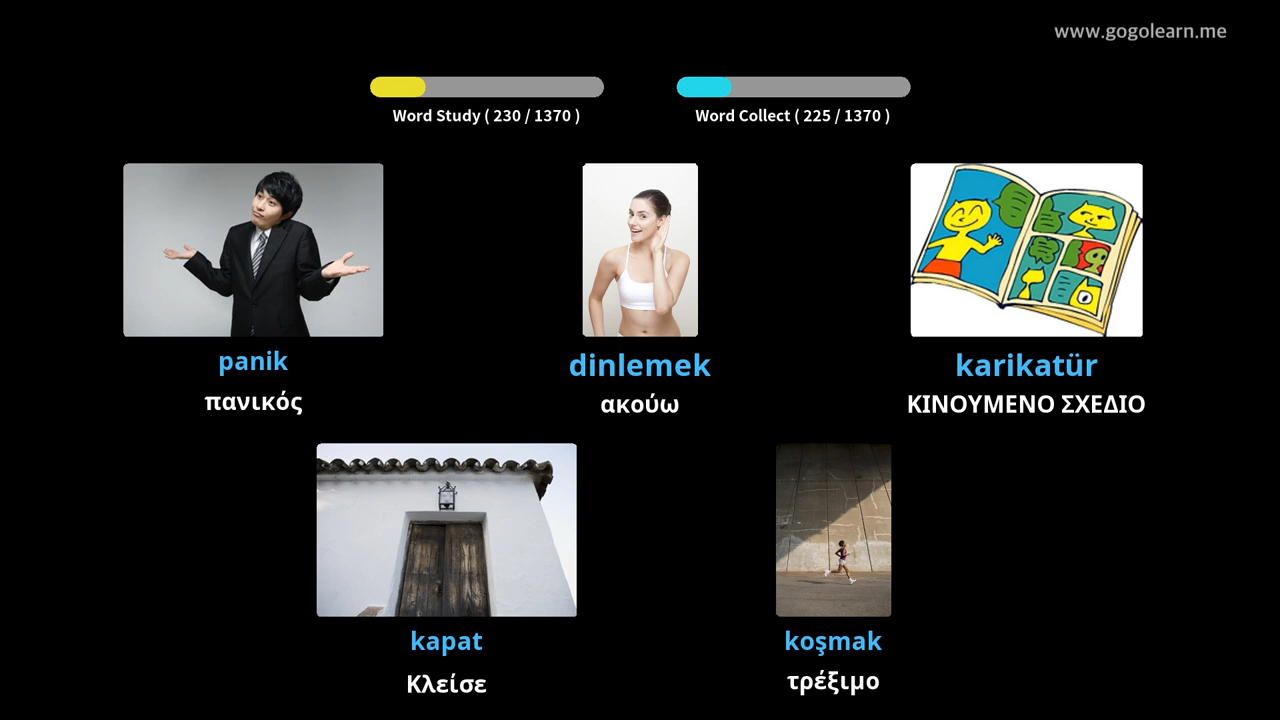 www.gogolearn.me
Word Study ( 230 / 1370 )
Word Collect ( 225 / 1370 )
panik
dinlemek
karikatür
πανικός
ακούω
ΚΙΝΟΥΜΕΝΟ ΣΧΕΔΙΟ
kapat
koşmak
Κλείσε
τρέξιμο